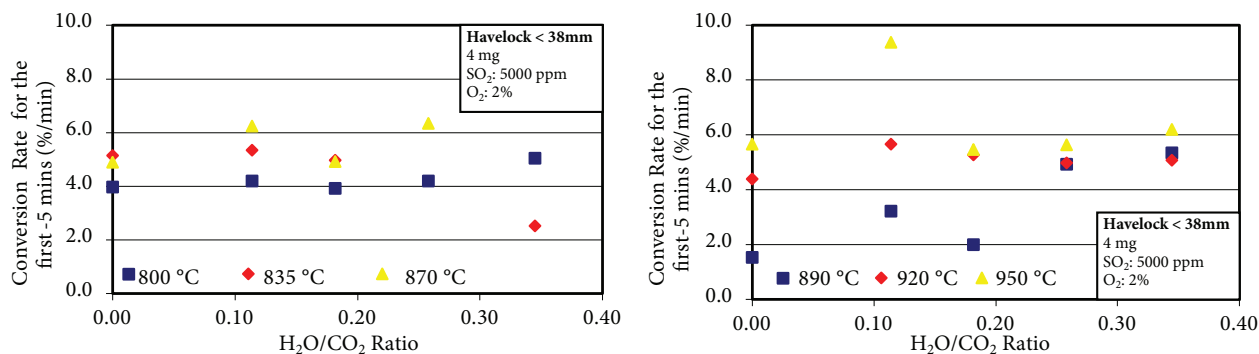 Conversion Rate for the
first -5 mins (%/min)
10.0
8.0
6.0
4.0
2.0
0.0
Havelock < 38mm
4 mg
SO₂: 5000 ppm
O₂: 2%
800 °C 835 °C 870 °C
0.00 0.10 0.20 0.30 0.40
H₂O/CO₂ Ratio
Conversion Rate for the
first-5 mins (%/min)
10.0
8.0
6.0
4.0
2.0
0.0
Havelock < 38mm
4 mg
SO₂: 5000 ppm
O₂: 2%
890 °C 920 °C 950 °C
0.00 0.10 0.20 0.30 0.40
H₂O/CO₂ Ratio